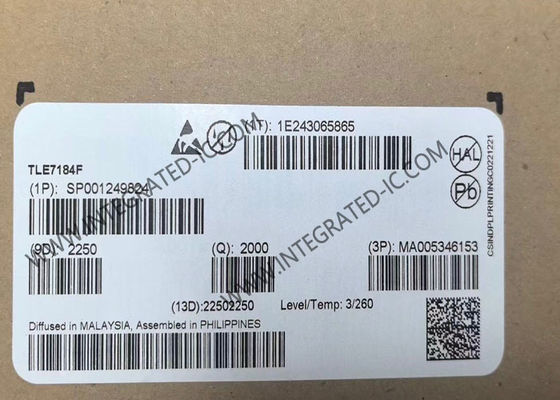 (1T): 1E243065865
TLE7184F
(1P): SP001249824
HAL
Pb
CSINDPLPRINTINGC0221221
(9D): 2250
(Q): 2000
(3P): MA005346153
(13D):22502250
Level/Temp: 3/260
Diffused in MALAYSIA, Assembled in PHILIPPINES
WWW.INTEGRATED-IC.COM
WWW.INTEGRATED-IC.COM